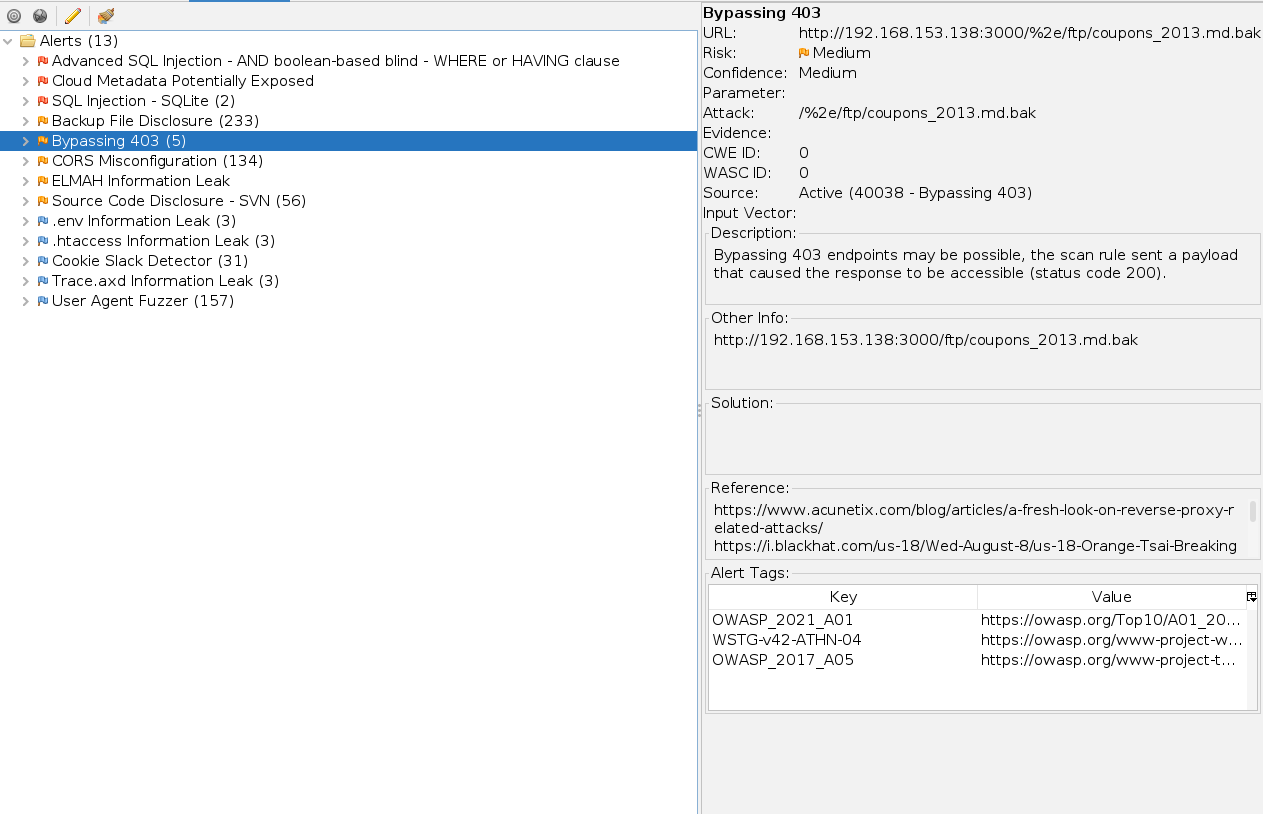 Alerts (13)
Advanced SQL Injection - AND boolean-based blind - WHERE or HAVING clause
Cloud Metadata Potentially Exposed
SQL Injection - SQLite (2)
Backup File Disclosure (233)
Bypassing 403 (5)
CORS Misconfiguration (134)
ELMAH Information Leak
Source Code Disclosure - SVN (56)
.env Information Leak (3)
.htaccess Information Leak (3)
Cookie Slack Detector (31)
Trace.axd Information Leak (3)
User Agent Fuzzer (157)
Bypassing 403
URL: http://192.168.153.138:3000/%2e/ftp/coupons_2013.md.bak
Risk: Medium
Confidence: Medium
Parameter:
Attack: /%2e/ftp/coupons_2013.md.bak
Evidence:
CWE ID: 0
WASC ID: 0
Source: Active (40038 - Bypassing 403)
Input Vector:
Description:
Bypassing 403 endpoints may be possible, the scan rule sent a payload
that caused the response to be accessible (status code 200).
Other Info:
http://192.168.153.138:3000/ftp/coupons_2013.md.bak
Solution:
Reference:
https://www.acunetix.com/blog/articles/a-fresh-look-on-reverse-proxy-r
elated-attacks/
https://i.blackhat.com/us-18/Wed-August-8/us-18-Orange-Tsai-Breaking
Alert Tags:
Key Value
OWASP_2021_A01 https://owasp.org/Top10/A01_20...
WSTG-v42-ATHN-04 https://owasp.org/www-project-w...
OWASP_2017_A05 https://owasp.org/www-project-t...